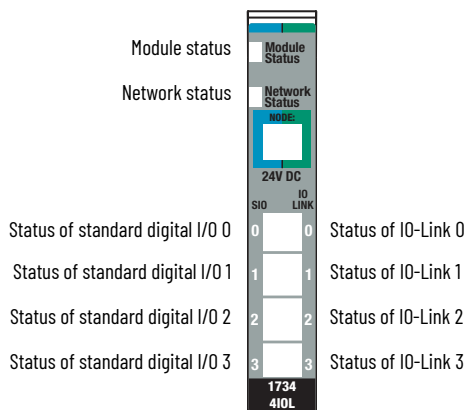 Module status
Module
Status
Network status
Network
Status
NODE:
24V DC
SIO
IO
LINK
Status of standard digital I/O 0
0
0
Status of IO-Link 0
Status of standard digital I/O 1
1
1
Status of IO-Link 1
Status of standard digital I/O 2
2
2
Status of IO-Link 2
Status of standard digital I/O 3
3
3
Status of IO-Link 3
1734
4IOL